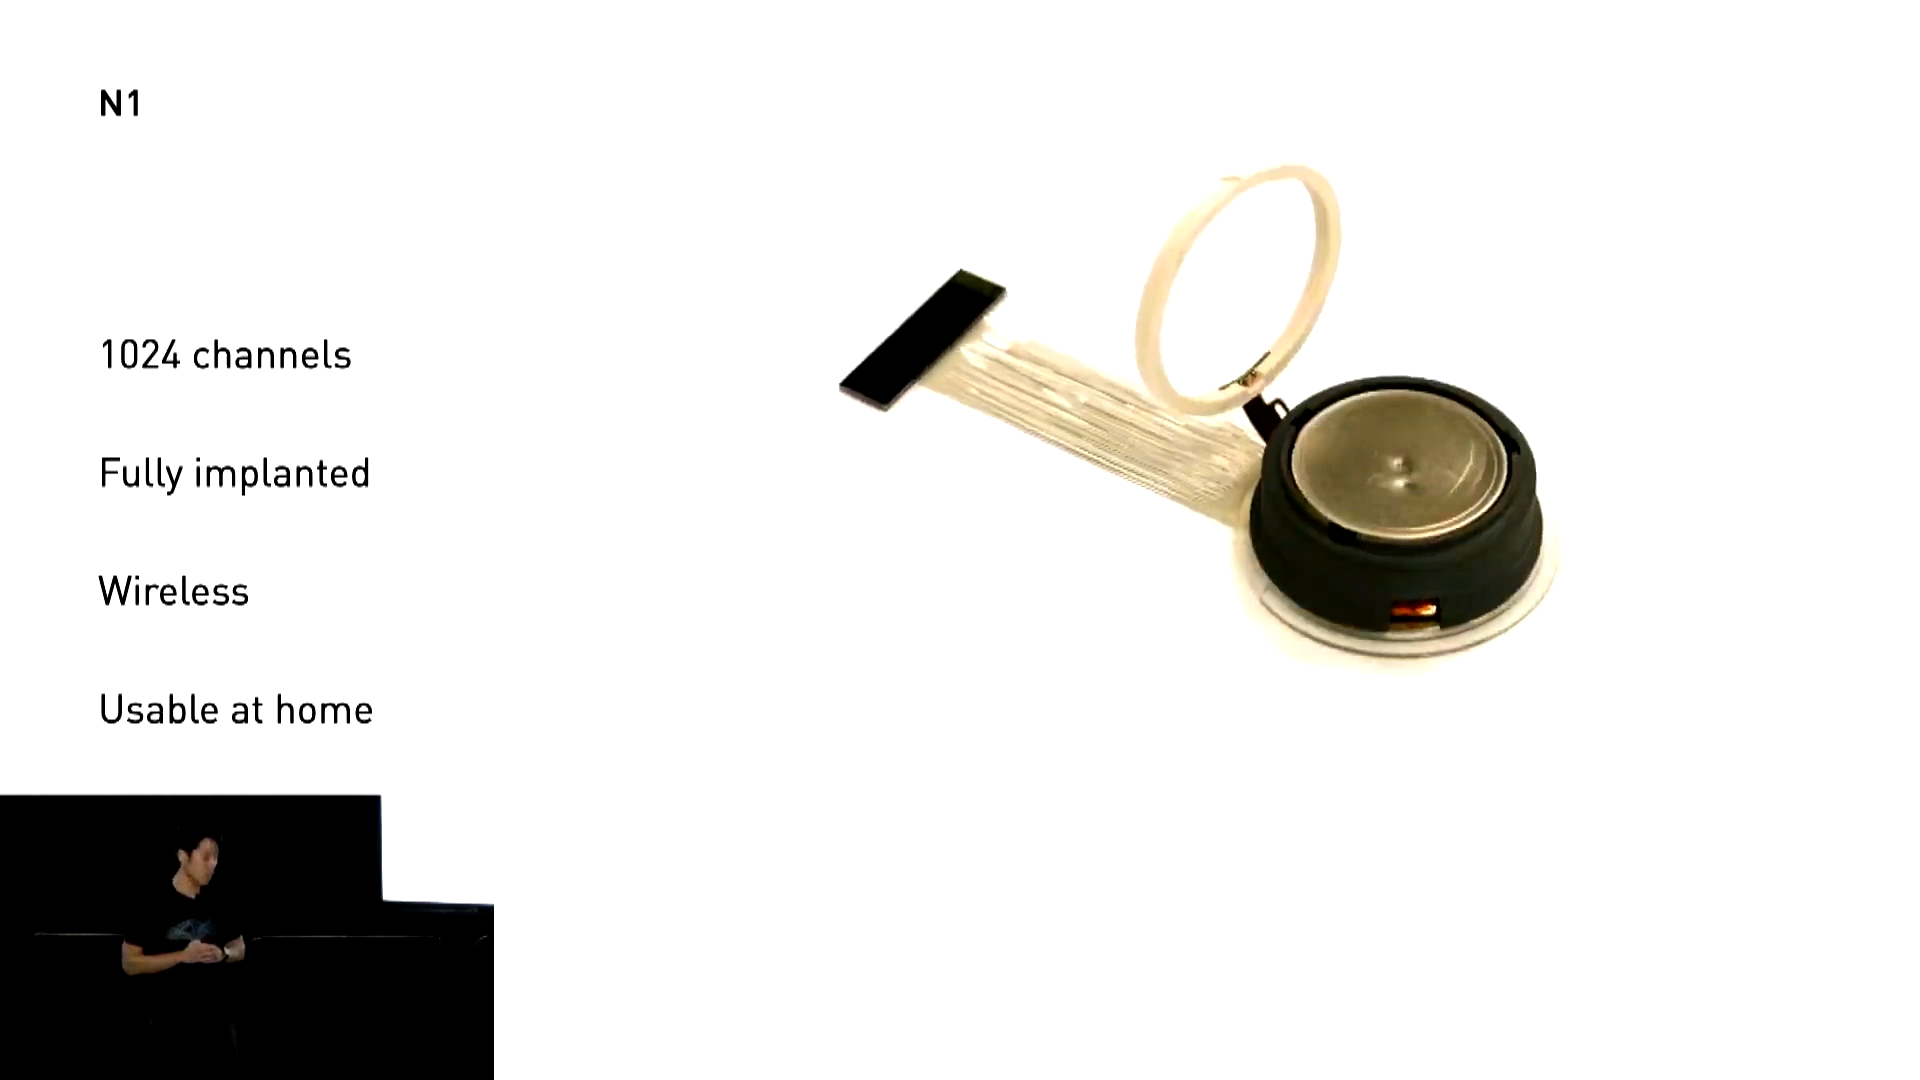 N1
1024 channels
Fully implanted
Wireless
Usable at home